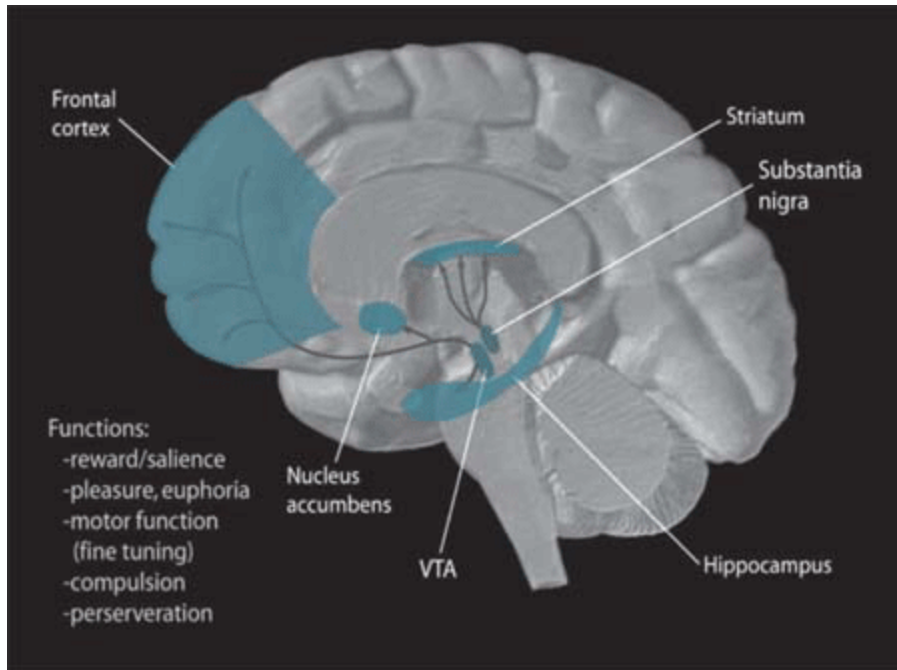 Frontal
cortex
Striatum
Substantia
nigra
Functions:
-reward/salience
-pleasure, euphoria
-motor function
(fine tuning)
-compulsion
-perserveration
Nucleus
accumbens
VTA
Hippocampus